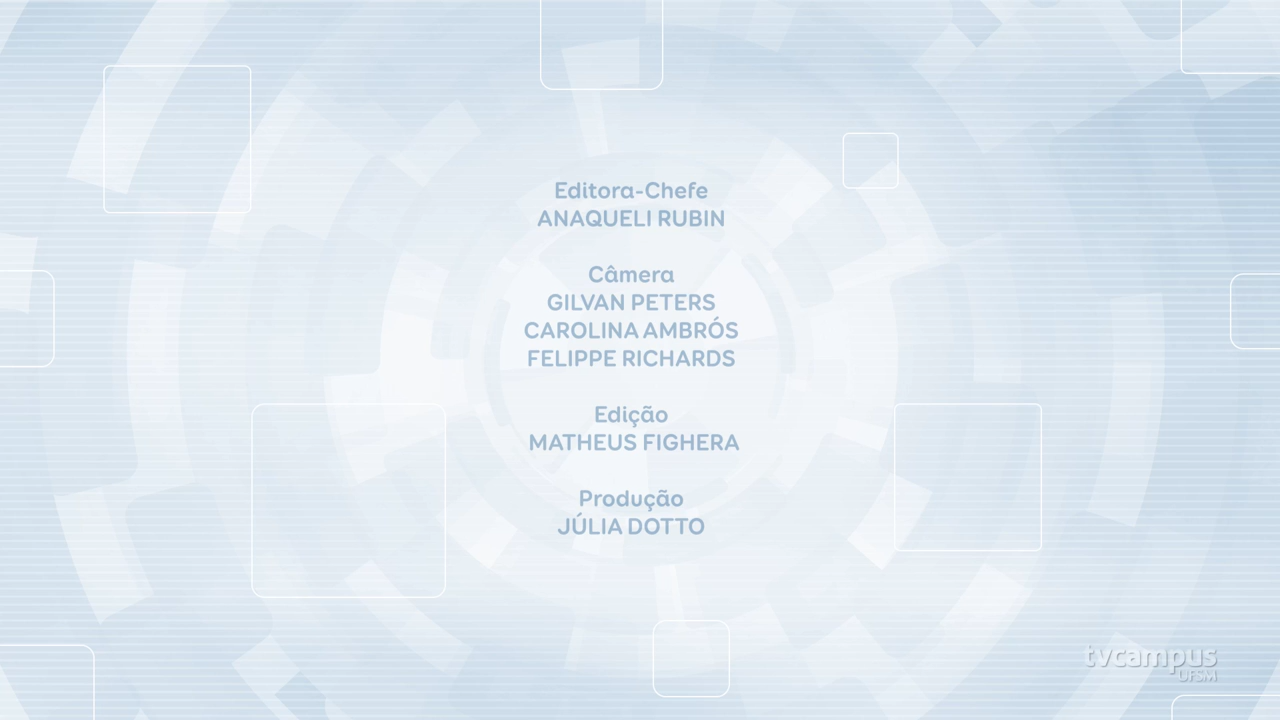 Editora-Chefe
ANAQUELI RUBIN
Câmera
GILVAN PETERS
CAROLINA AMBRÓS
FELIPPE RICHARDS
Edição
MATHEUS FIGHERA
Produção
JÚLIA DOTTO
tvcampus
UFSM